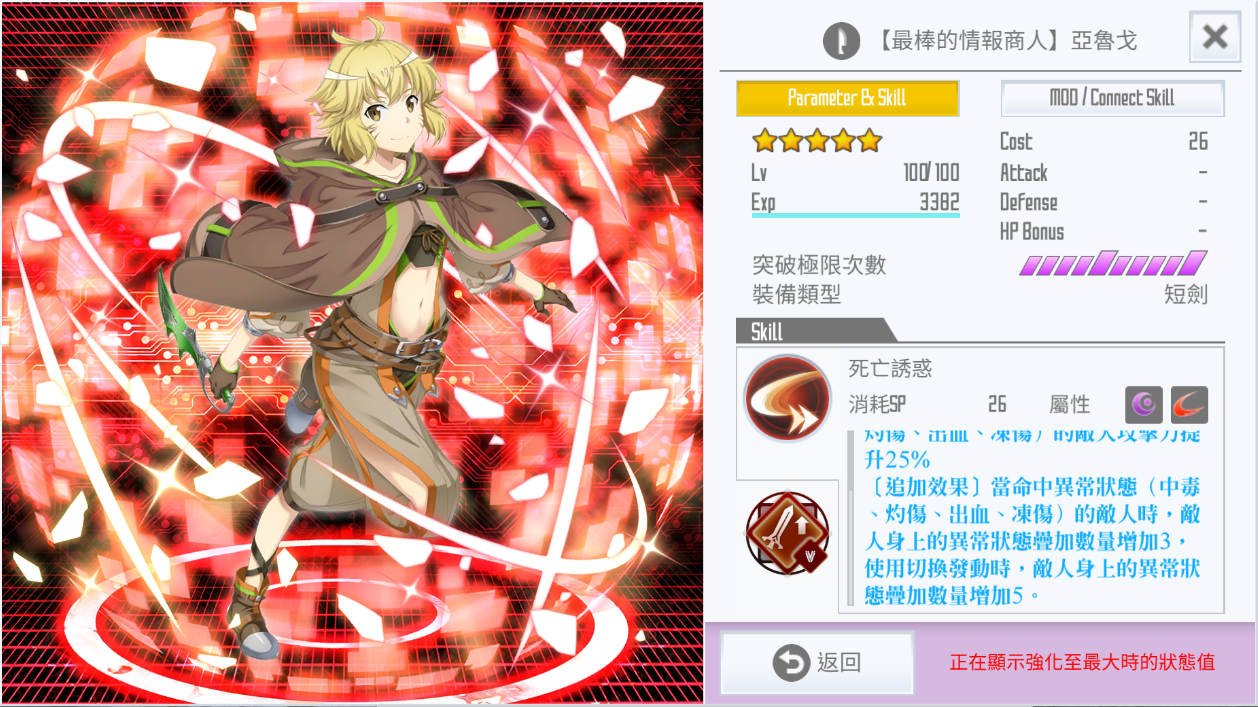 【最棒的情報商人】亞魯戈
Parameter & Skill
MOD / Connect Skill
Lv 100/100
Exp 3382
Cost 26
Attack -
Defense -
HP Bonus -
突破極限次數
裝備類型 短劍
Skill
死亡誘惑
消耗SP 26 屬性
灼傷、出血、凍傷）的敵人攻擊力提
升25%
〔追加效果〕當命中異常狀態（中毒
、灼傷、出血、凍傷）的敵人時，敵
人身上的異常狀態疊加數量增加3，
使用切換發動時，敵人身上的異常狀
態疊加數量增加5。
V
返回
正在顯示強化至最大時的狀態值